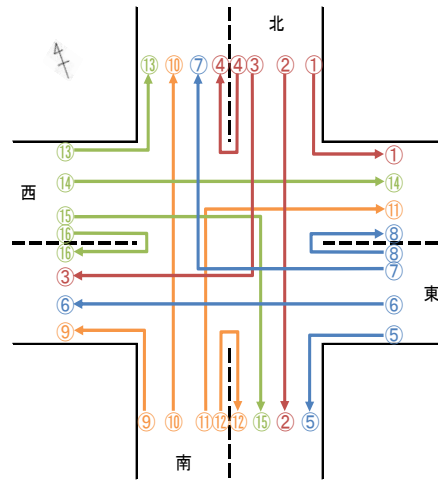 北
4
⑬ ⑩ ⑦ ④ ④ ③ ② ①
⑬ ①
⑭ ⑭
西
⑮ ⑪
⑯ ⑧
⑯ ⑧
③ ⑦
東
⑥ ⑥
⑨ ⑤
⑨ ⑩ ⑪ ⑫ ⑫ ⑮ ② ⑤
南